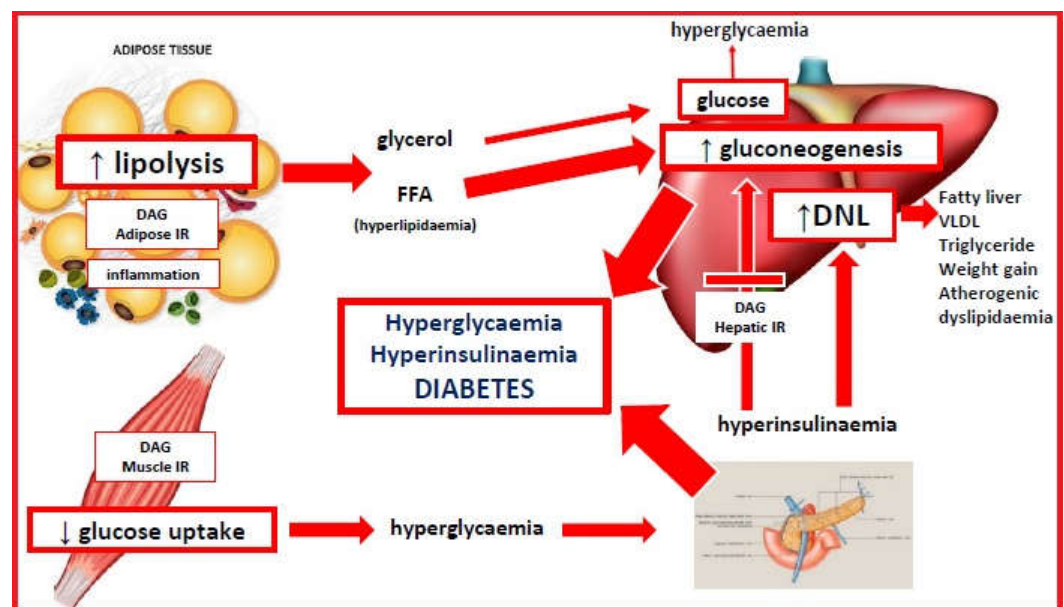 hyperglycaemia
ADIPOSE TISSUE
glucose
glycerol
↑ lipolysis
↑ gluconeogenesis
FFA
(hyperlipidaemia)
DAG
Adipose IR
inflammation
↑DNL
Fatty liver
VLDL
Triglyceride
Weight gain
Atherogenic
dyslipidaemia
DAG
Hepatic IR
Hyperglycaemia
Hyperinsulinaemia
DIABETES
hyperinsulinaemia
DAG
Muscle IR
↓ glucose uptake
hyperglycaemia